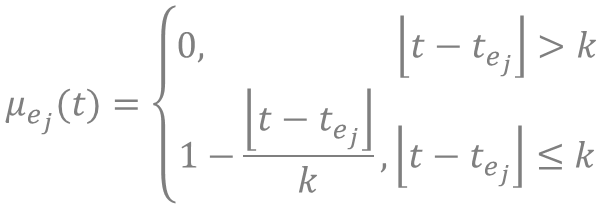 μ_{e_j}(t) = { 0, ⌊t − t_{e_j}⌋ > k
1 − ⌊t − t_{e_j}⌋ / k , ⌊t − t_{e_j}⌋ ≤ k